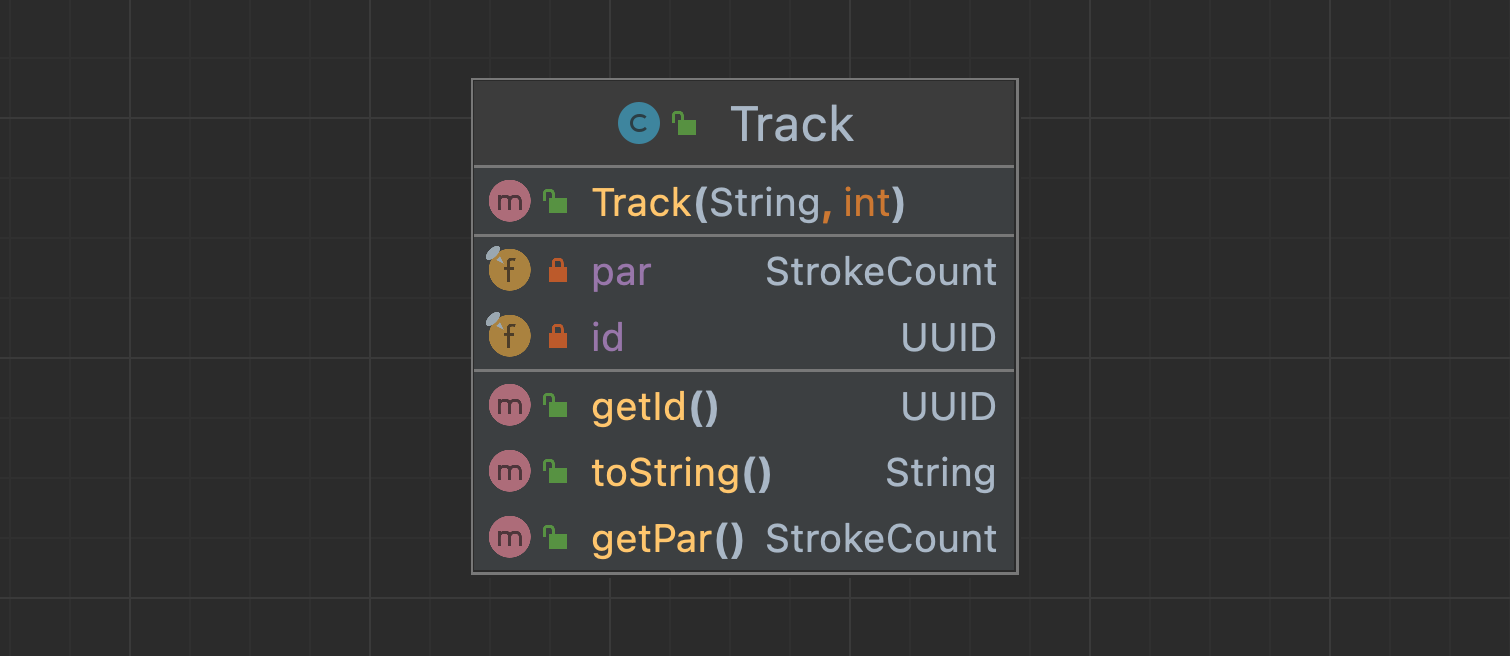 C Track
m Track(String, int)
f par StrokeCount
f id UUID
m getId() UUID
m toString() String
m getPar() StrokeCount